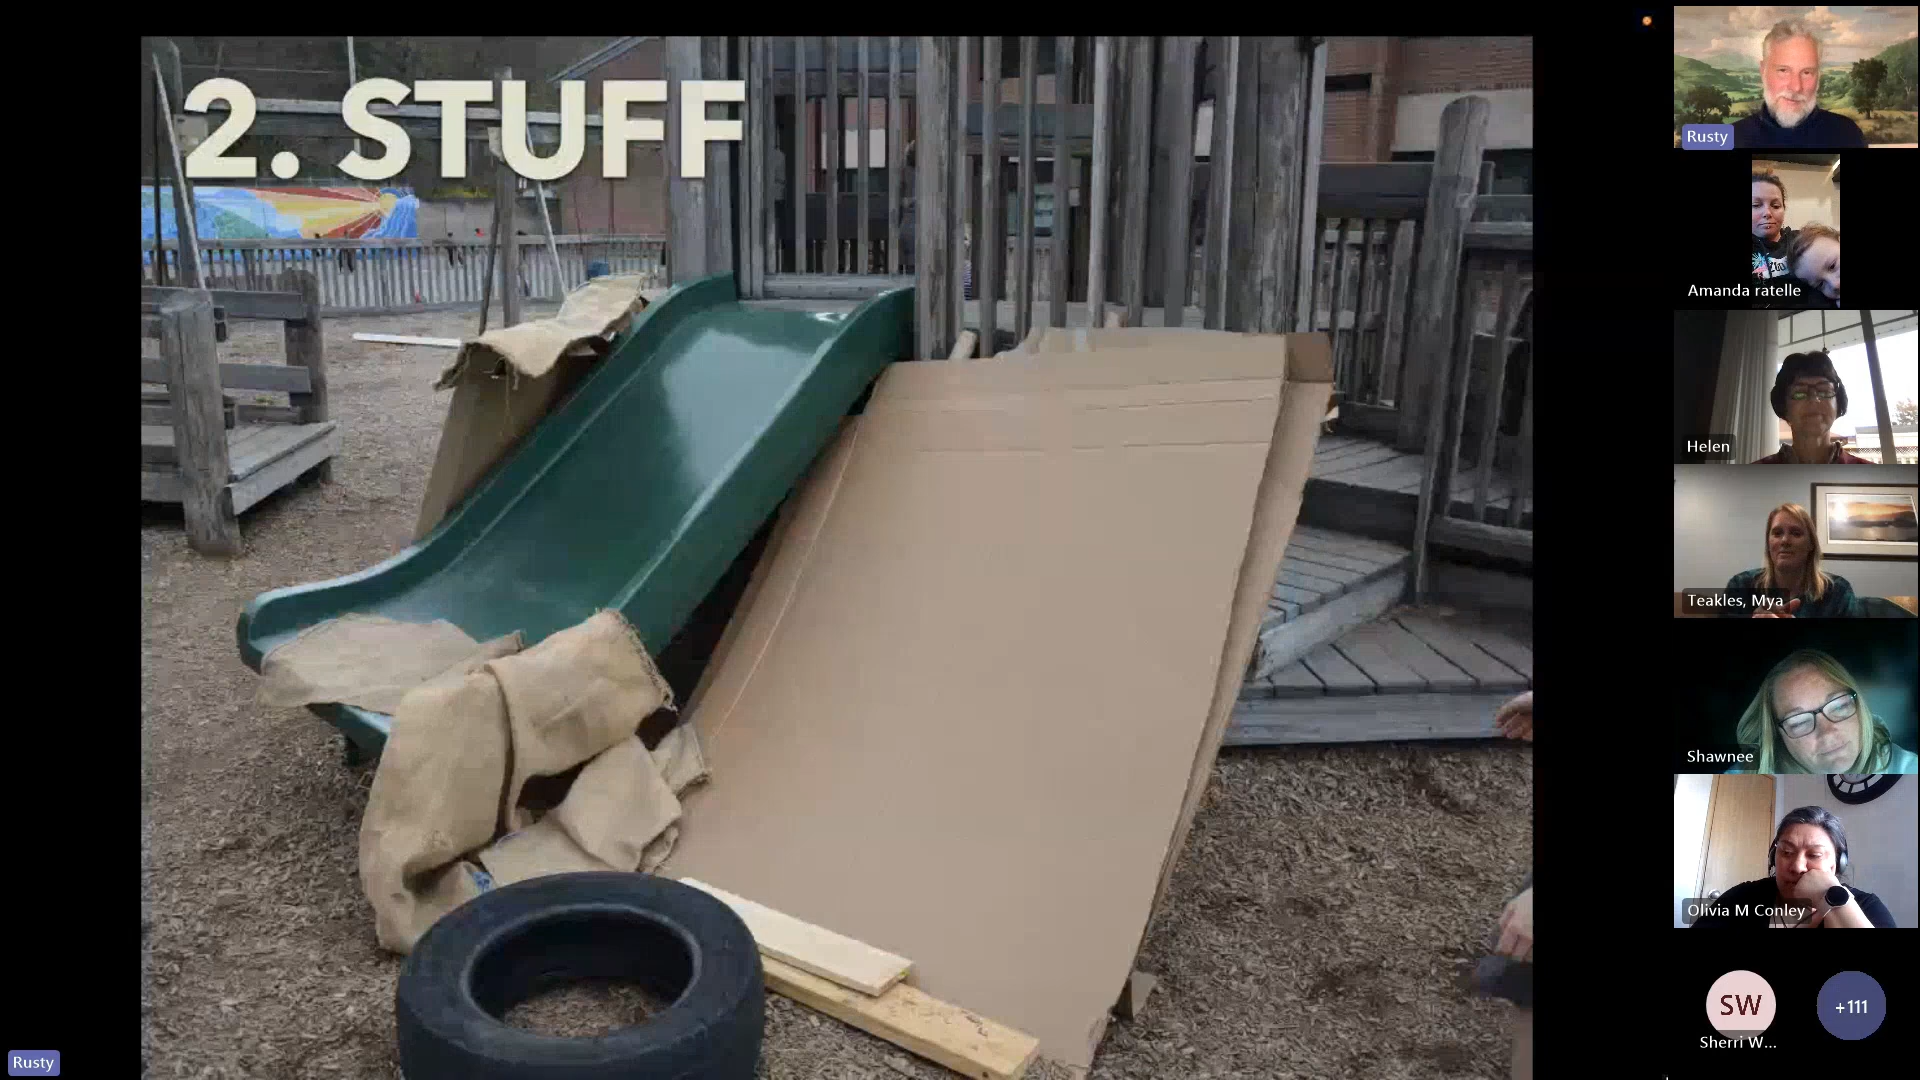 2. STUFF
Rusty
Amanda ratelle
Helen
Teakles, Mya
Shawnee
Olivia M Conley
SW
+111
Sherri W...
Rusty